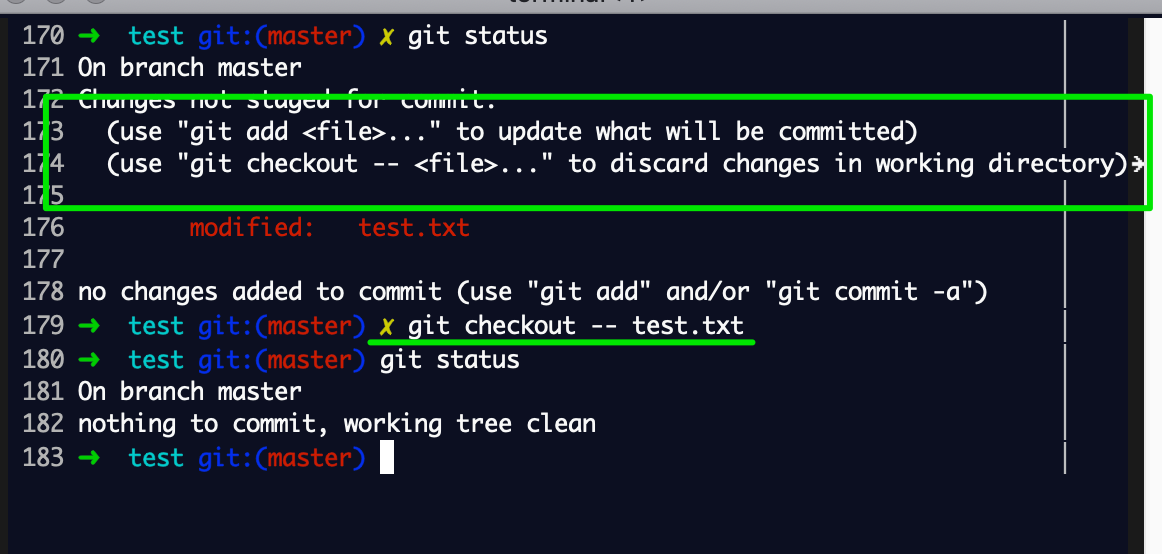 170 ➜  test git:(master) ✗ git status
171 On branch master
172 Changes not staged for commit:
173   (use "git add <file>..." to update what will be committed)
174   (use "git checkout -- <file>..." to discard changes in working directory)
175
176         modified:   test.txt
177
178 no changes added to commit (use "git add" and/or "git commit -a")
179 ➜  test git:(master) ✗ git checkout -- test.txt
180 ➜  test git:(master) git status
181 On branch master
182 nothing to commit, working tree clean
183 ➜  test git:(master)